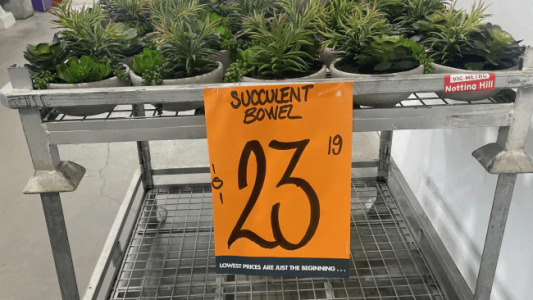 VIC METRO
Notting Hill
SUCCULENT
BOWEL
23 19
LOWEST PRICES ARE JUST THE BEGINNING...